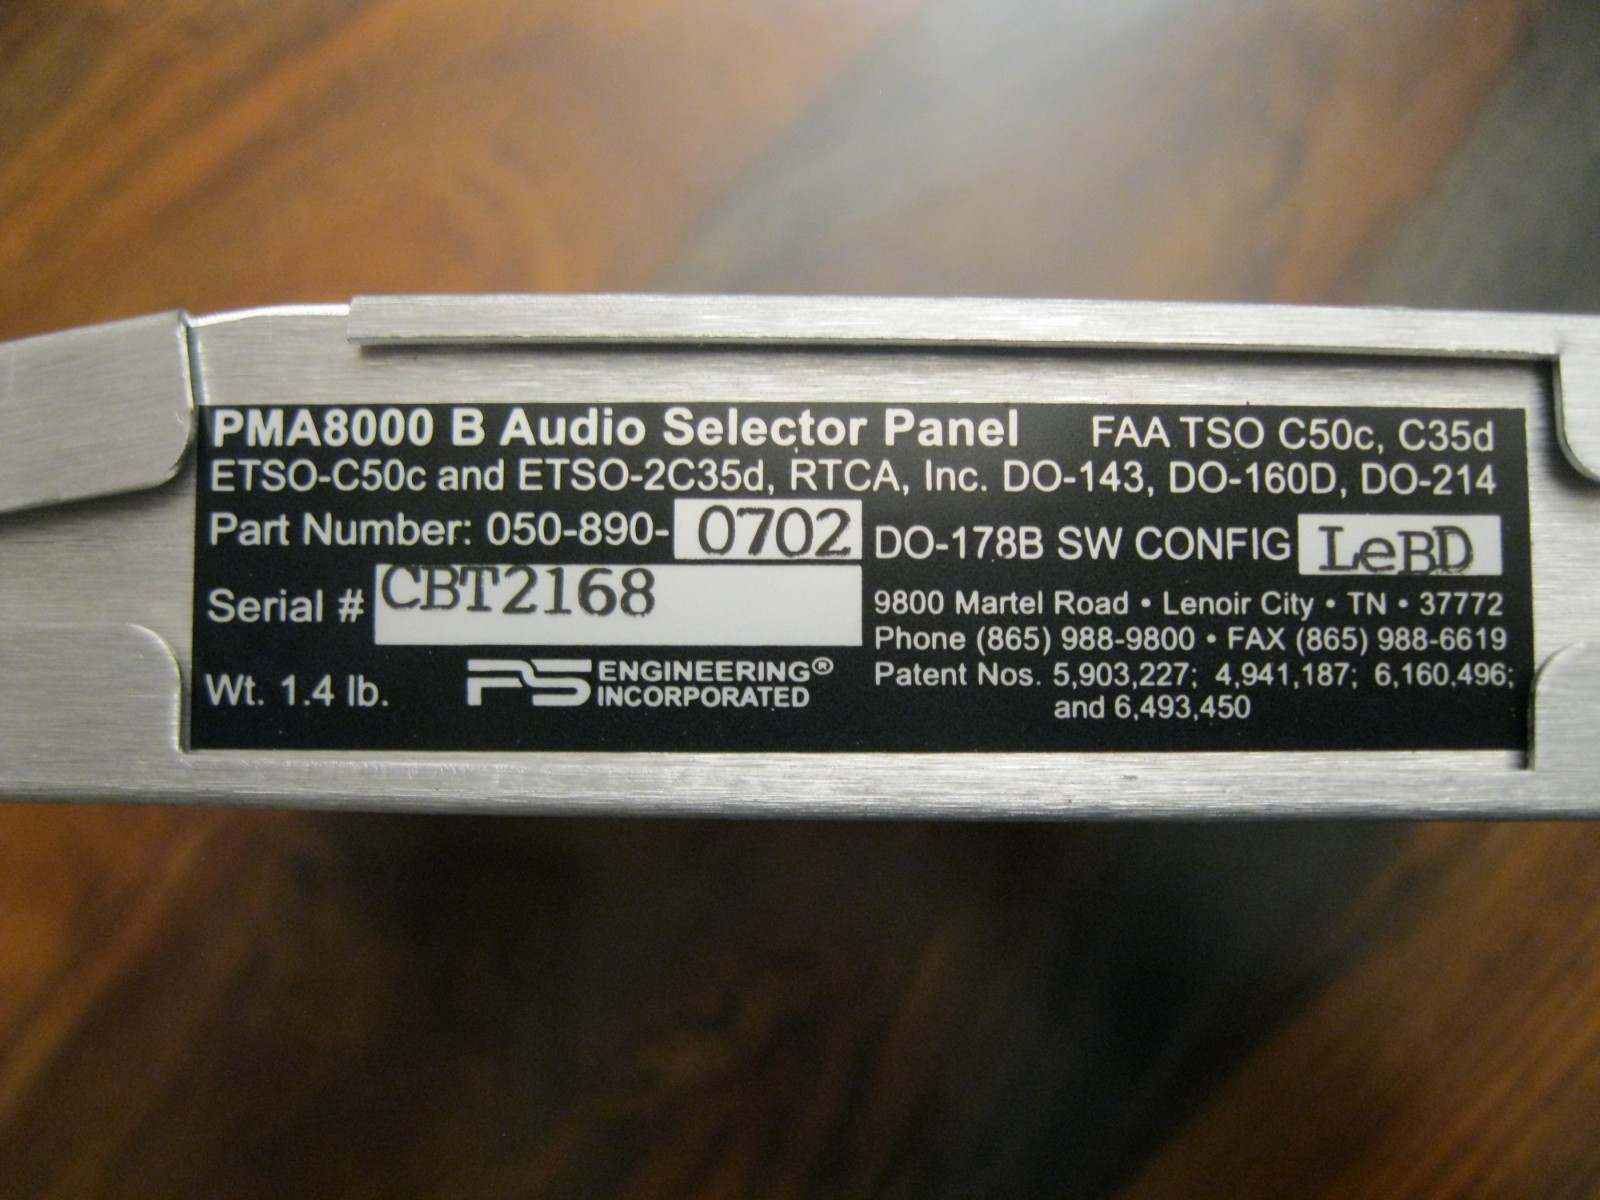 PMA8000 B Audio Selector Panel FAA TSO C50c, C35d
ETSO-C50c and ETSO-2C35d, RTCA, Inc. DO-143, DO-160D, DO-214
Part Number: 050-890- 0702 DO-178B SW CONFIG LeBD
Serial # CBT2168
9800 Martel Road • Lenoir City • TN • 37772
Phone (865) 988-9800 • FAX (865) 988-6619
Wt. 1.4 lb.
PS ENGINEERING®
INCORPORATED
Patent Nos. 5,903,227; 4,941,187; 6,160,496;
and 6,493,450